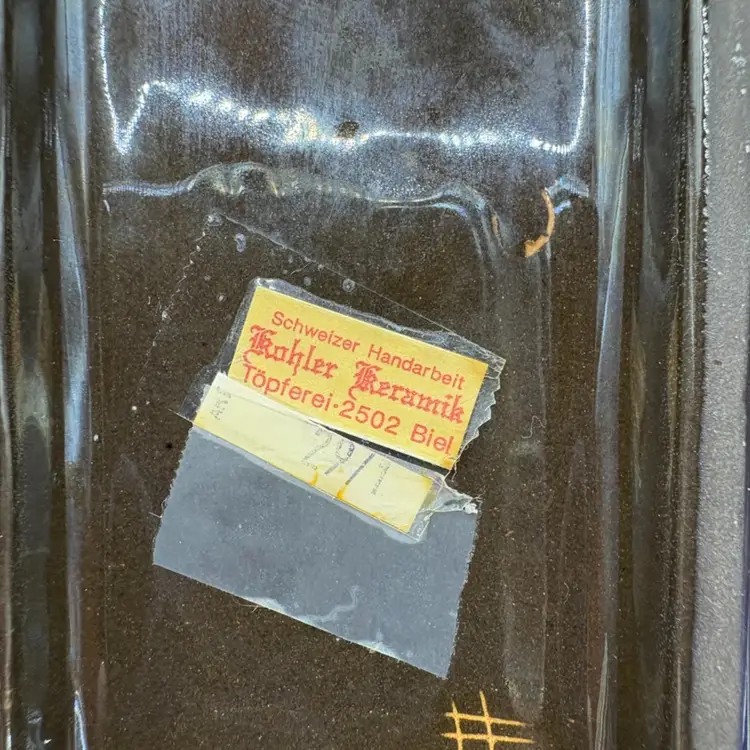 Schweizer Handarbeit
Kohler Keramik
Töpferei·2502 Biel